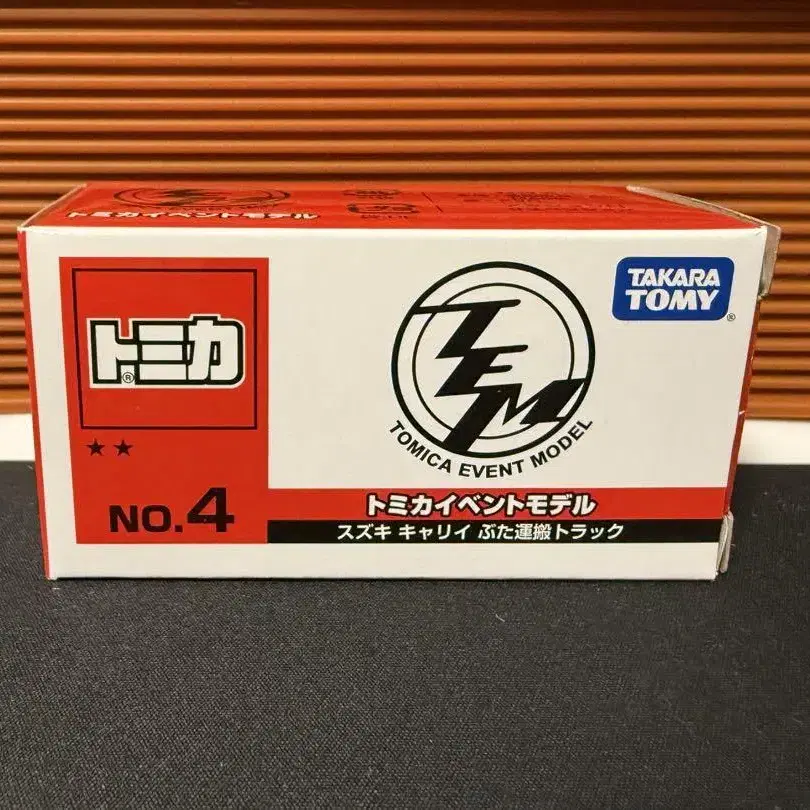 トミカイベントモデル
トミカ®
★★
NO.4
TEM
TOMICA EVENT MODEL
TAKARA
TOMY®
トミカイベントモデル
スズキ キャリイ ぶた運搬トラック